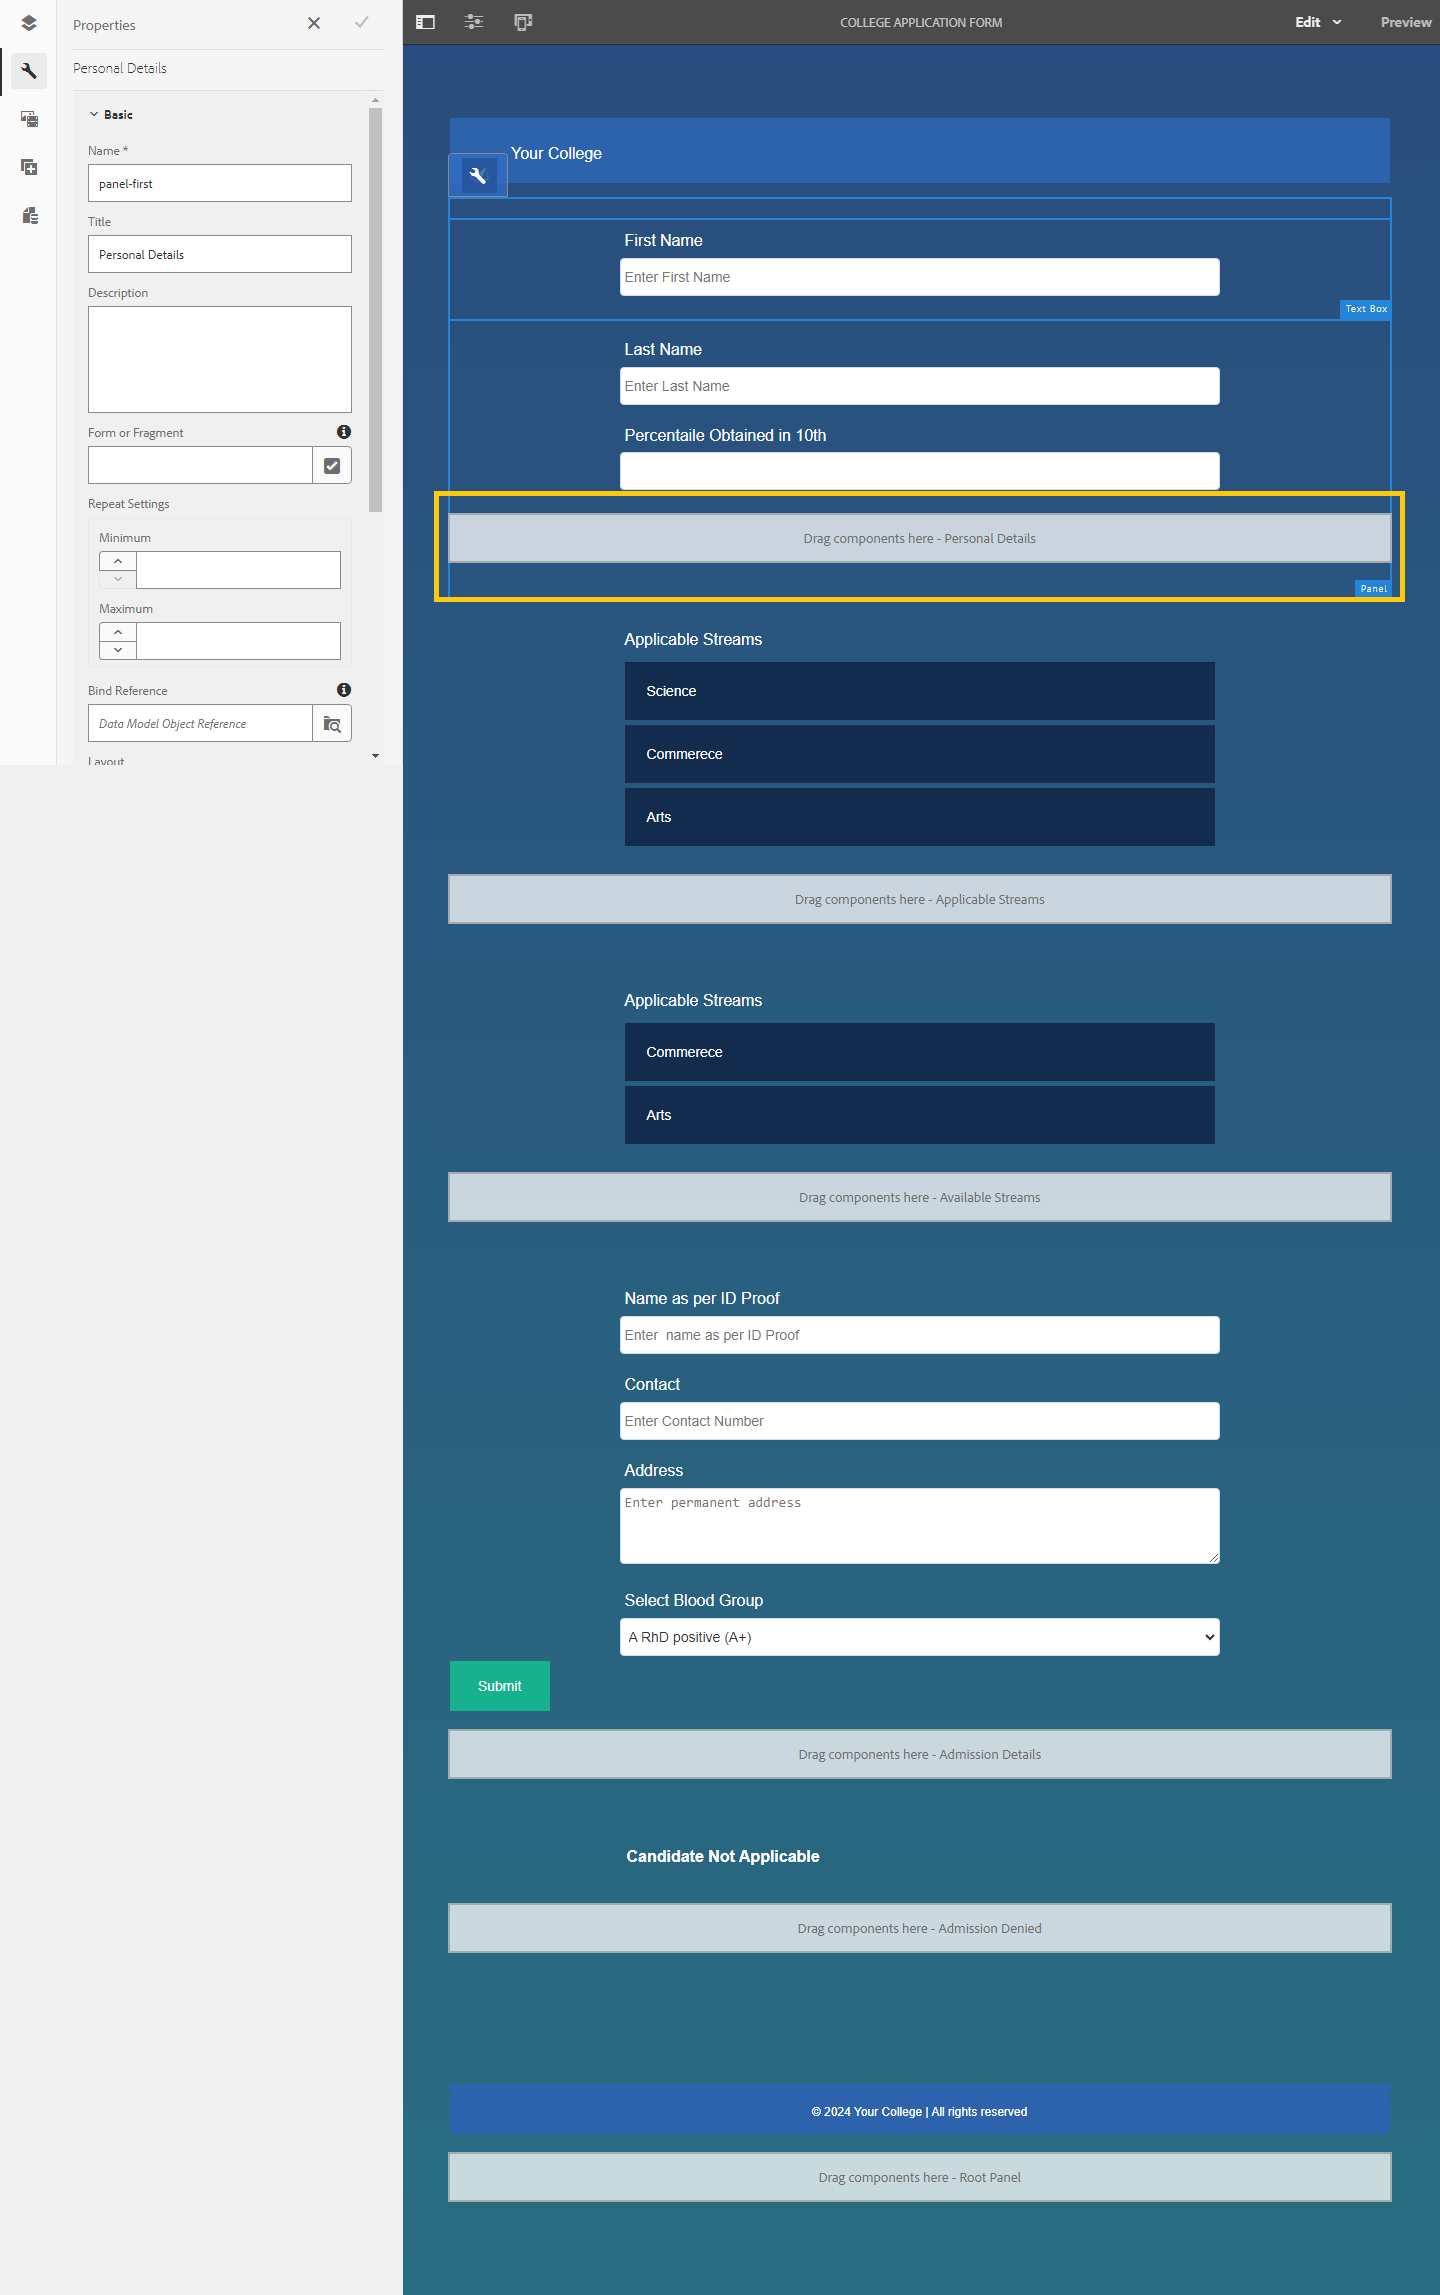 Properties
COLLEGE APPLICATION FORM
Edit
Preview
Personal Details
Basic
Name *
panel-first
Title
Personal Details
Description
Form or Fragment
Repeat Settings
Minimum
Maximum
Bind Reference
Data Model Object Reference
Layout
Your College
First Name
Enter First Name
Text Box
Last Name
Enter Last Name
Percentaile Obtained in 10th
Drag components here - Personal Details
Panel
Applicable Streams
Science
Commerece
Arts
Drag components here - Applicable Streams
Applicable Streams
Commerece
Arts
Drag components here - Available Streams
Name as per ID Proof
Enter  name as per ID Proof
Contact
Enter Contact Number
Address
Enter permanent address
Select Blood Group
A RhD positive (A+)
Submit
Drag components here - Admission Details
Candidate Not Applicable
Drag components here - Admission Denied
© 2024 Your College | All rights reserved
Drag components here - Root Panel